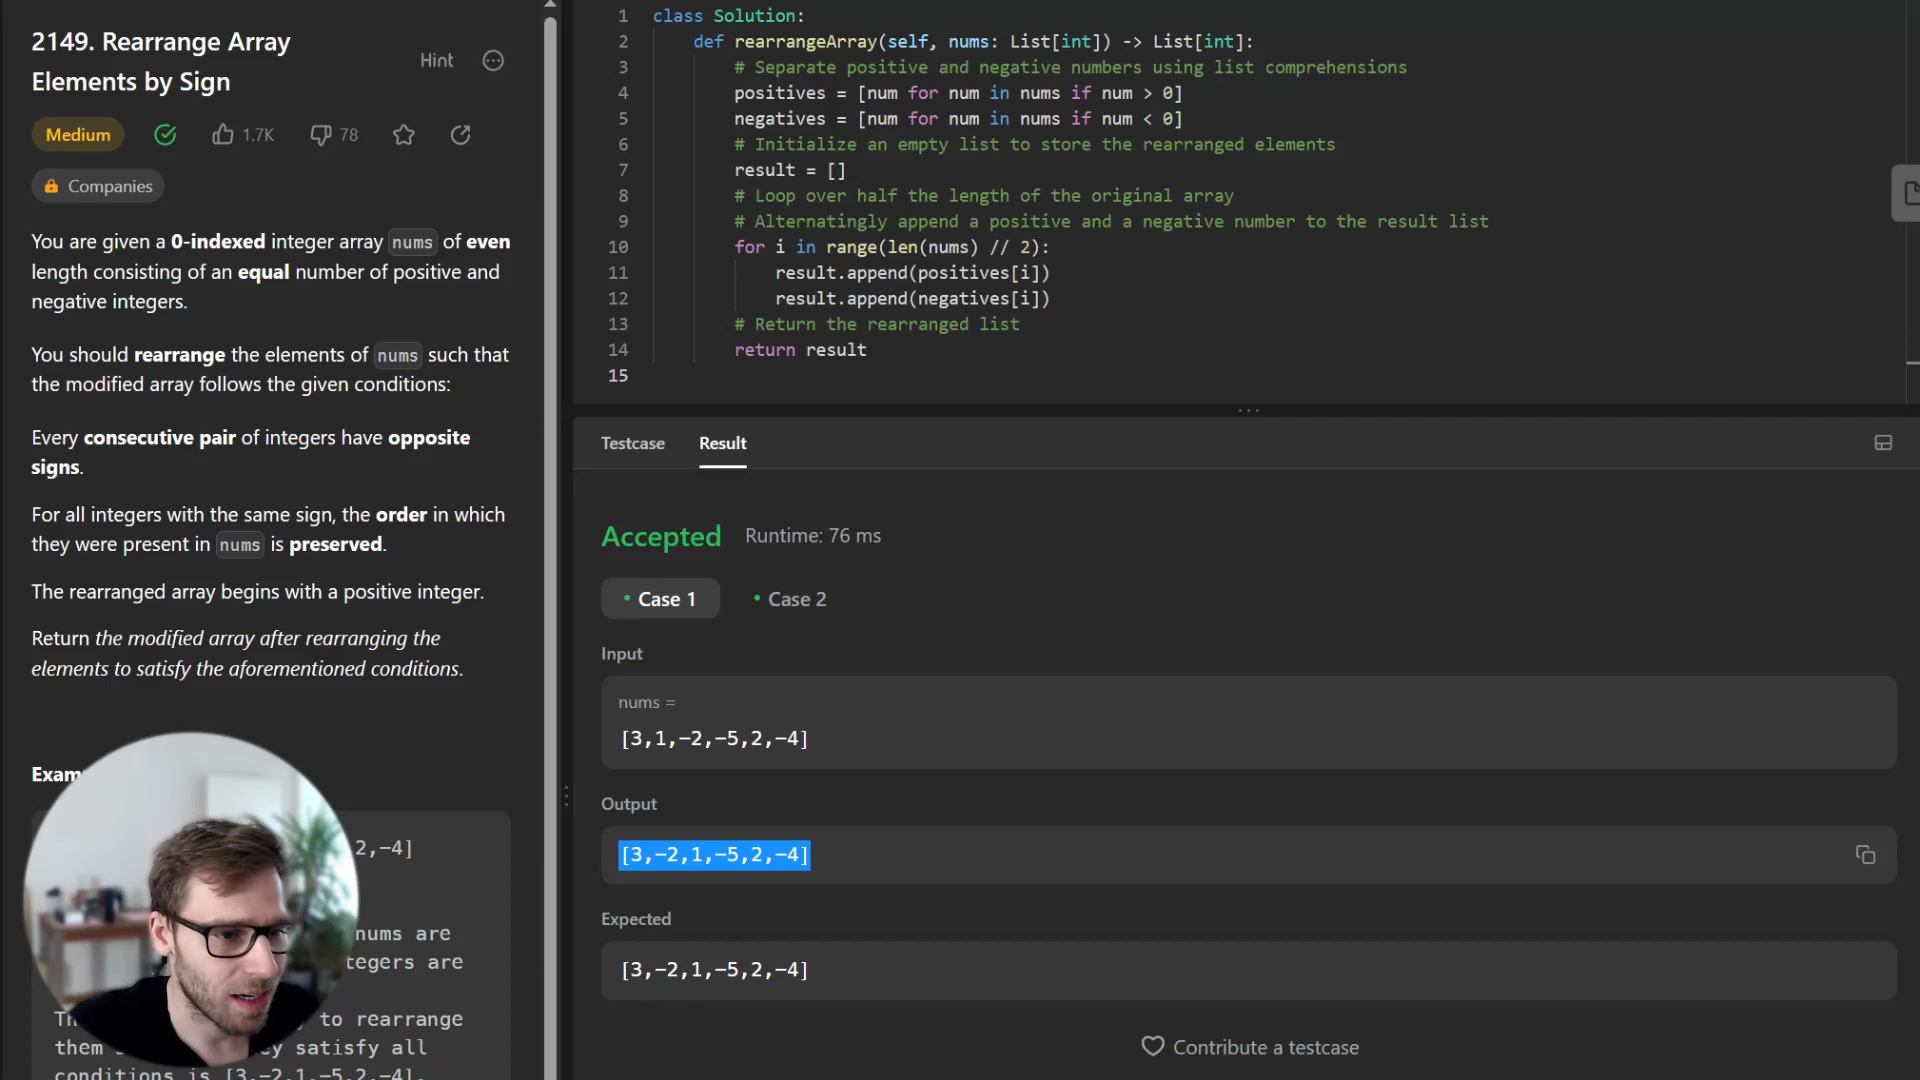 2149. Rearrange Array
Elements by Sign
Hint
Medium
1.7K
78
Companies
You are given a 0-indexed integer array nums of even
length consisting of an equal number of positive and
negative integers.
You should rearrange the elements of nums such that
the modified array follows the given conditions:
Every consecutive pair of integers have opposite
signs.
For all integers with the same sign, the order in which
they were present in nums is preserved.
The rearranged array begins with a positive integer.
Return the modified array after rearranging the
elements to satisfy the aforementioned conditions.
2,-4]
nums are
to rearrange
them
satisfy all
conditions is [3,-2,1,-5,2,-4].
1 class Solution:
2 def rearrangeArray(self, nums: List[int]) -> List[int]:
3 # Separate positive and negative numbers using list comprehensions
4 positives = [num for num in nums if num > 0]
5 negatives = [num for num in nums if num < 0]
6 # Initialize an empty list to store the rearranged elements
7 result = []
8 # Loop over half the length of the original array
9 # Alternatingly append a positive and a negative number to the result list
10 for i in range(len(nums) // 2):
11 result.append(positives[i])
12 result.append(negatives[i])
13 # Return the rearranged list
14 return result
15
Testcase
Result
Accepted
Runtime: 76 ms
Case 1
Case 2
Input
nums =
[3,1,-2,-5,2,-4]
Output
[3,-2,1,-5,2,-4]
Expected
[3,-2,1,-5,2,-4]
Contribute a testcase